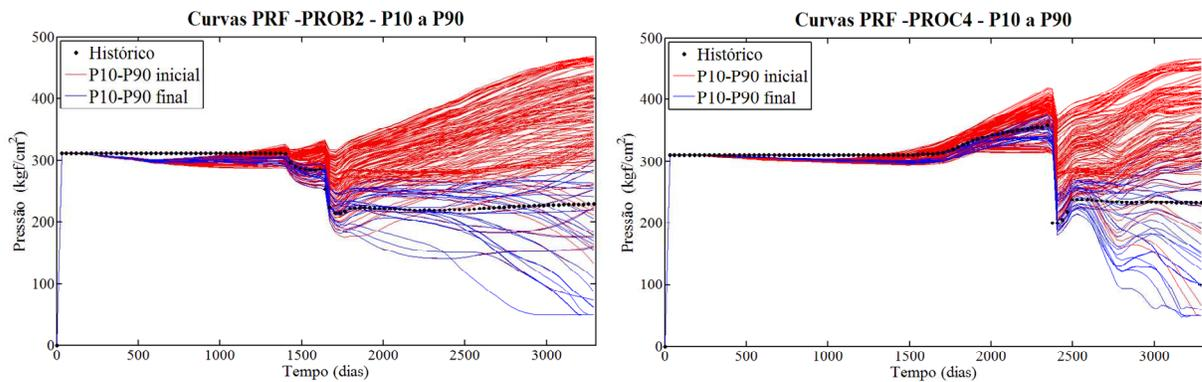 Curvas PRF -PROB2 - P10 a P90
500
400
300
200
100
0
Pressão (kgf/cm²)
Histórico
P10-P90 inicial
P10-P90 final
0 500 1000 1500 2000 2500 3000
Tempo (dias)
Curvas PRF -PROC4 - P10 a P90
500
400
300
200
100
0
Pressão (kgf/cm²)
Histórico
P10-P90 inicial
P10-P90 final
0 500 1000 1500 2000 2500 3000
Tempo (dias)